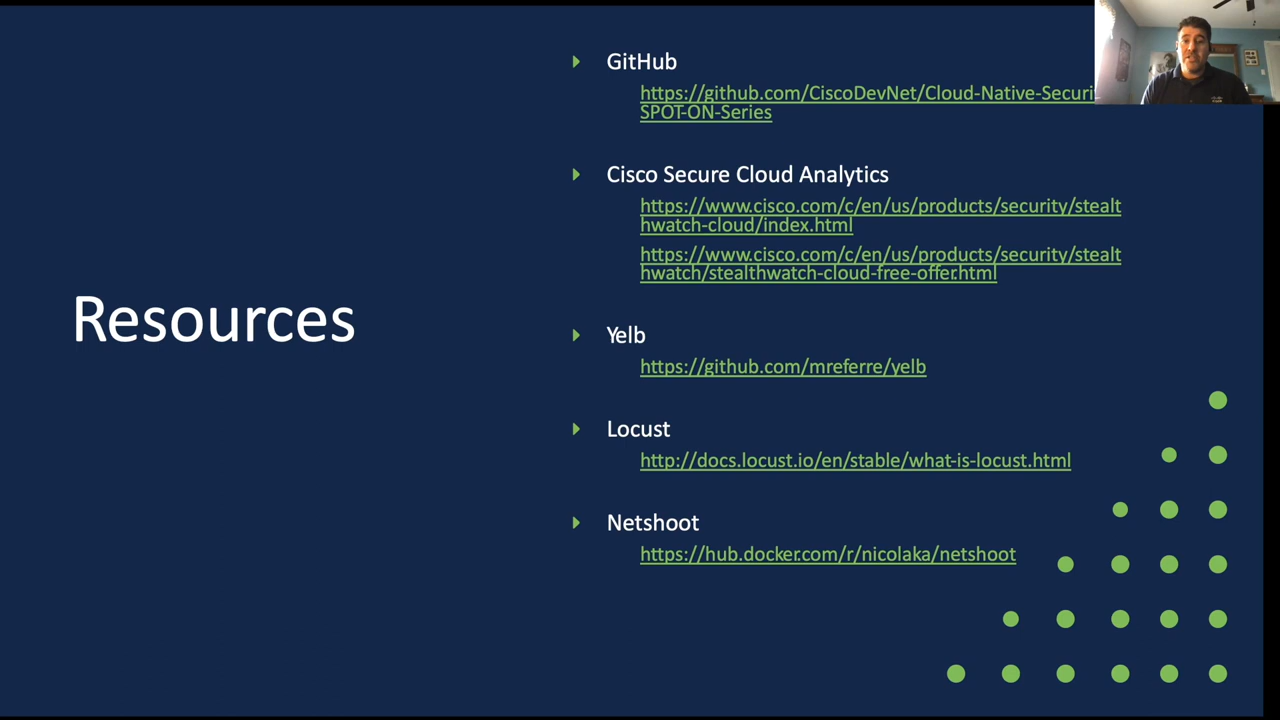 Resources
GitHub
https://github.com/CiscoDevNet/Cloud-Native-Securi
SPOT-ON-Series
Cisco Secure Cloud Analytics
https://www.cisco.com/c/en/us/products/security/stealt
hwatch-cloud/index.html
https://www.cisco.com/c/en/us/products/security/stealt
hwatch/stealthwatch-cloud-free-offer.html
Yelb
https://github.com/mreferre/yelb
Locust
http://docs.locust.io/en/stable/what-is-locust.html
Netshoot
https://hub.docker.com/r/nicolaka/netshoot